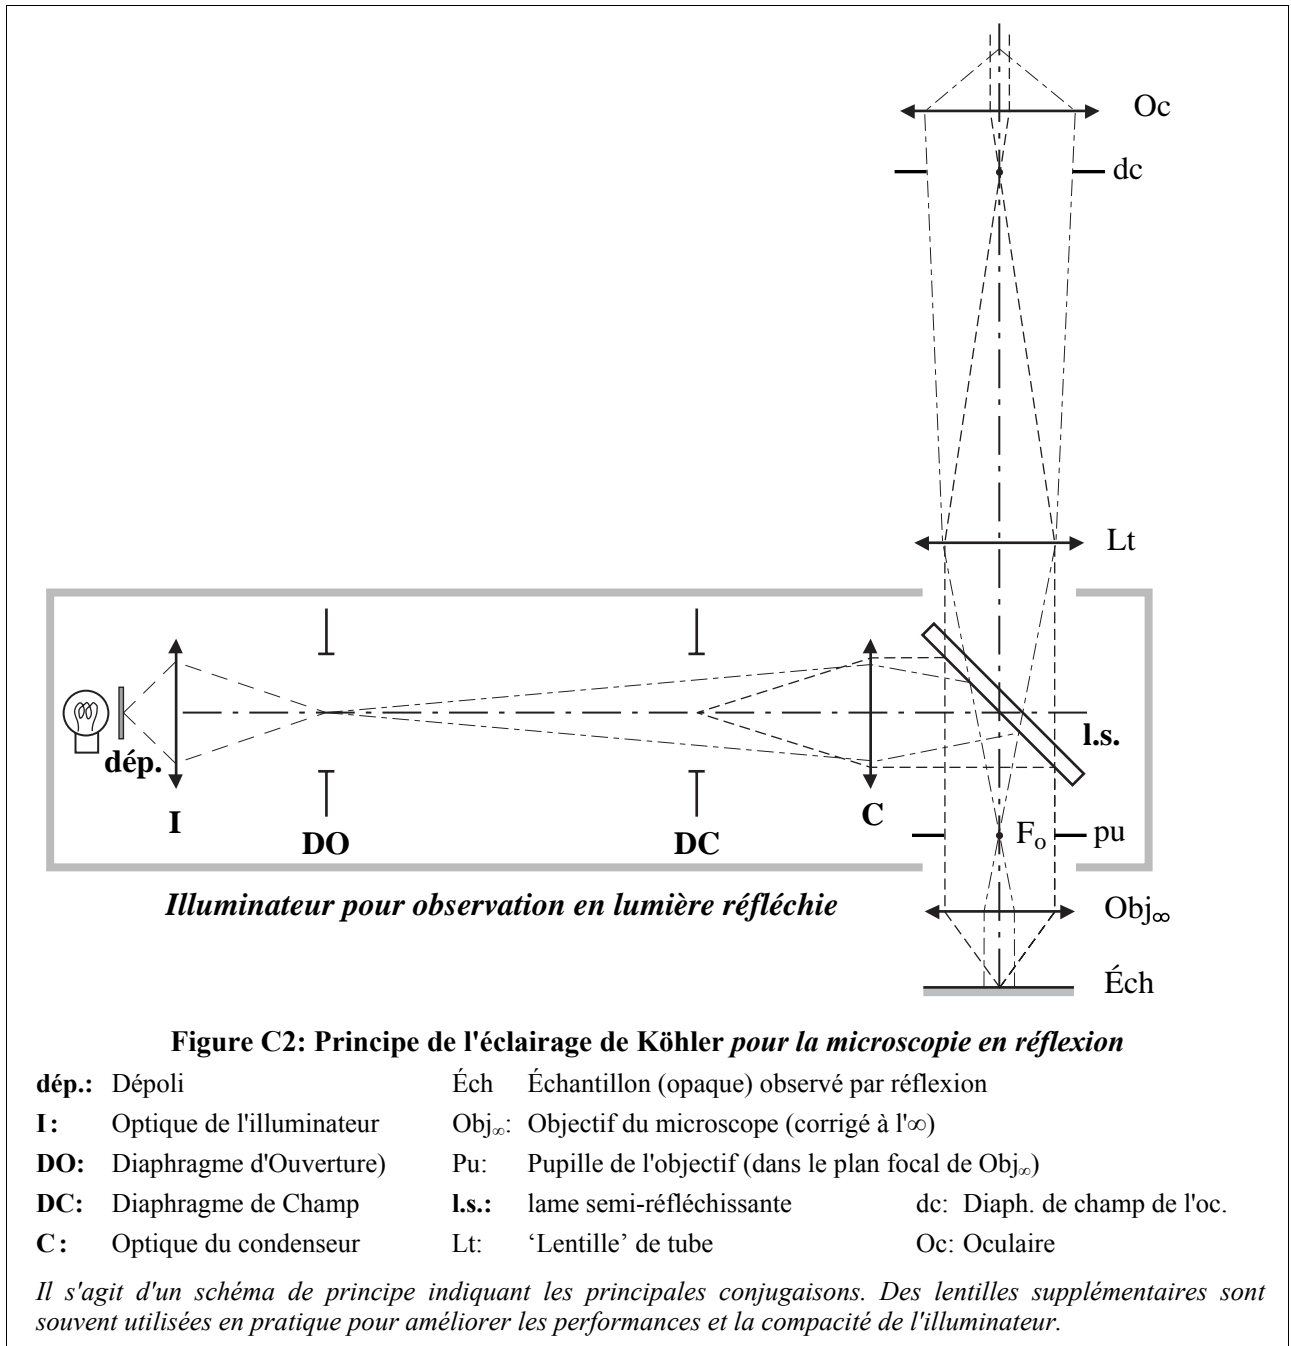 Oc
dc
Lt
dép.
I
DO
DC
C
l.s.
Fo
pu
Illuminateur pour observation en lumière réfléchie
Obj∞
Éch
Figure C2: Principe de l'éclairage de Köhler pour la microscopie en réflexion
dép.: Dépoli Éch Échantillon (opaque) observé par réflexion
I: Optique de l'illuminateur Obj∞: Objectif du microscope (corrigé à l'∞)
DO: Diaphragme d'Ouverture) Pu: Pupille de l'objectif (dans le plan focal de Obj∞)
DC: Diaphragme de Champ l.s.: lame semi-réfléchissante dc: Diaph. de champ de l'oc.
C: Optique du condenseur Lt: ‘Lentille’ de tube Oc: Oculaire
Il s'agit d'un schéma de principe indiquant les principales conjugaisons. Des lentilles supplémentaires sont
souvent utilisées en pratique pour améliorer les performances et la compacité de l'illuminateur.